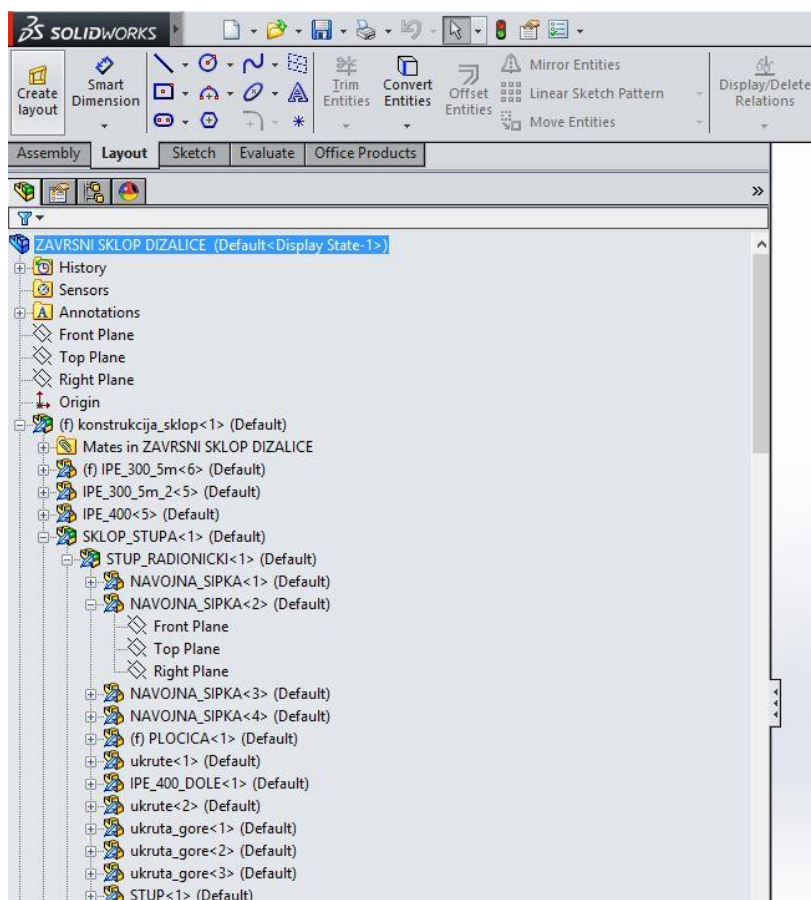 SOLIDWORKS
Create layout
Smart Dimension
Trim Entities
Convert Entities
Offset Entities
Mirror Entities
Linear Sketch Pattern
Move Entities
Display/Delete Relations
Assembly Layout Sketch Evaluate Office Products
ZAVRSNI SKLOP DIZALICE (Default<Display State-1>)
History
Sensors
Annotations
Front Plane
Top Plane
Right Plane
Origin
(f) konstrukcija_sklop<1> (Default)
Mates in ZAVRSNI SKLOP DIZALICE
(f) IPE_300_5m<6> (Default)
IPE_300_5m_2<5> (Default)
IPE_400<5> (Default)
SKLOP_STUPA<1> (Default)
STUP_RADIONICKI<1> (Default)
NAVOJNA_SIPKA<1> (Default)
NAVOJNA_SIPKA<2> (Default)
Front Plane
Top Plane
Right Plane
NAVOJNA_SIPKA<3> (Default)
NAVOJNA_SIPKA<4> (Default)
(f) PLOCICA<1> (Default)
ukrute<1> (Default)
IPE_400_DOLE<1> (Default)
ukrute<2> (Default)
ukruta_gore<1> (Default)
ukruta_gore<2> (Default)
ukruta_gore<3> (Default)
STUP<1> (Default)